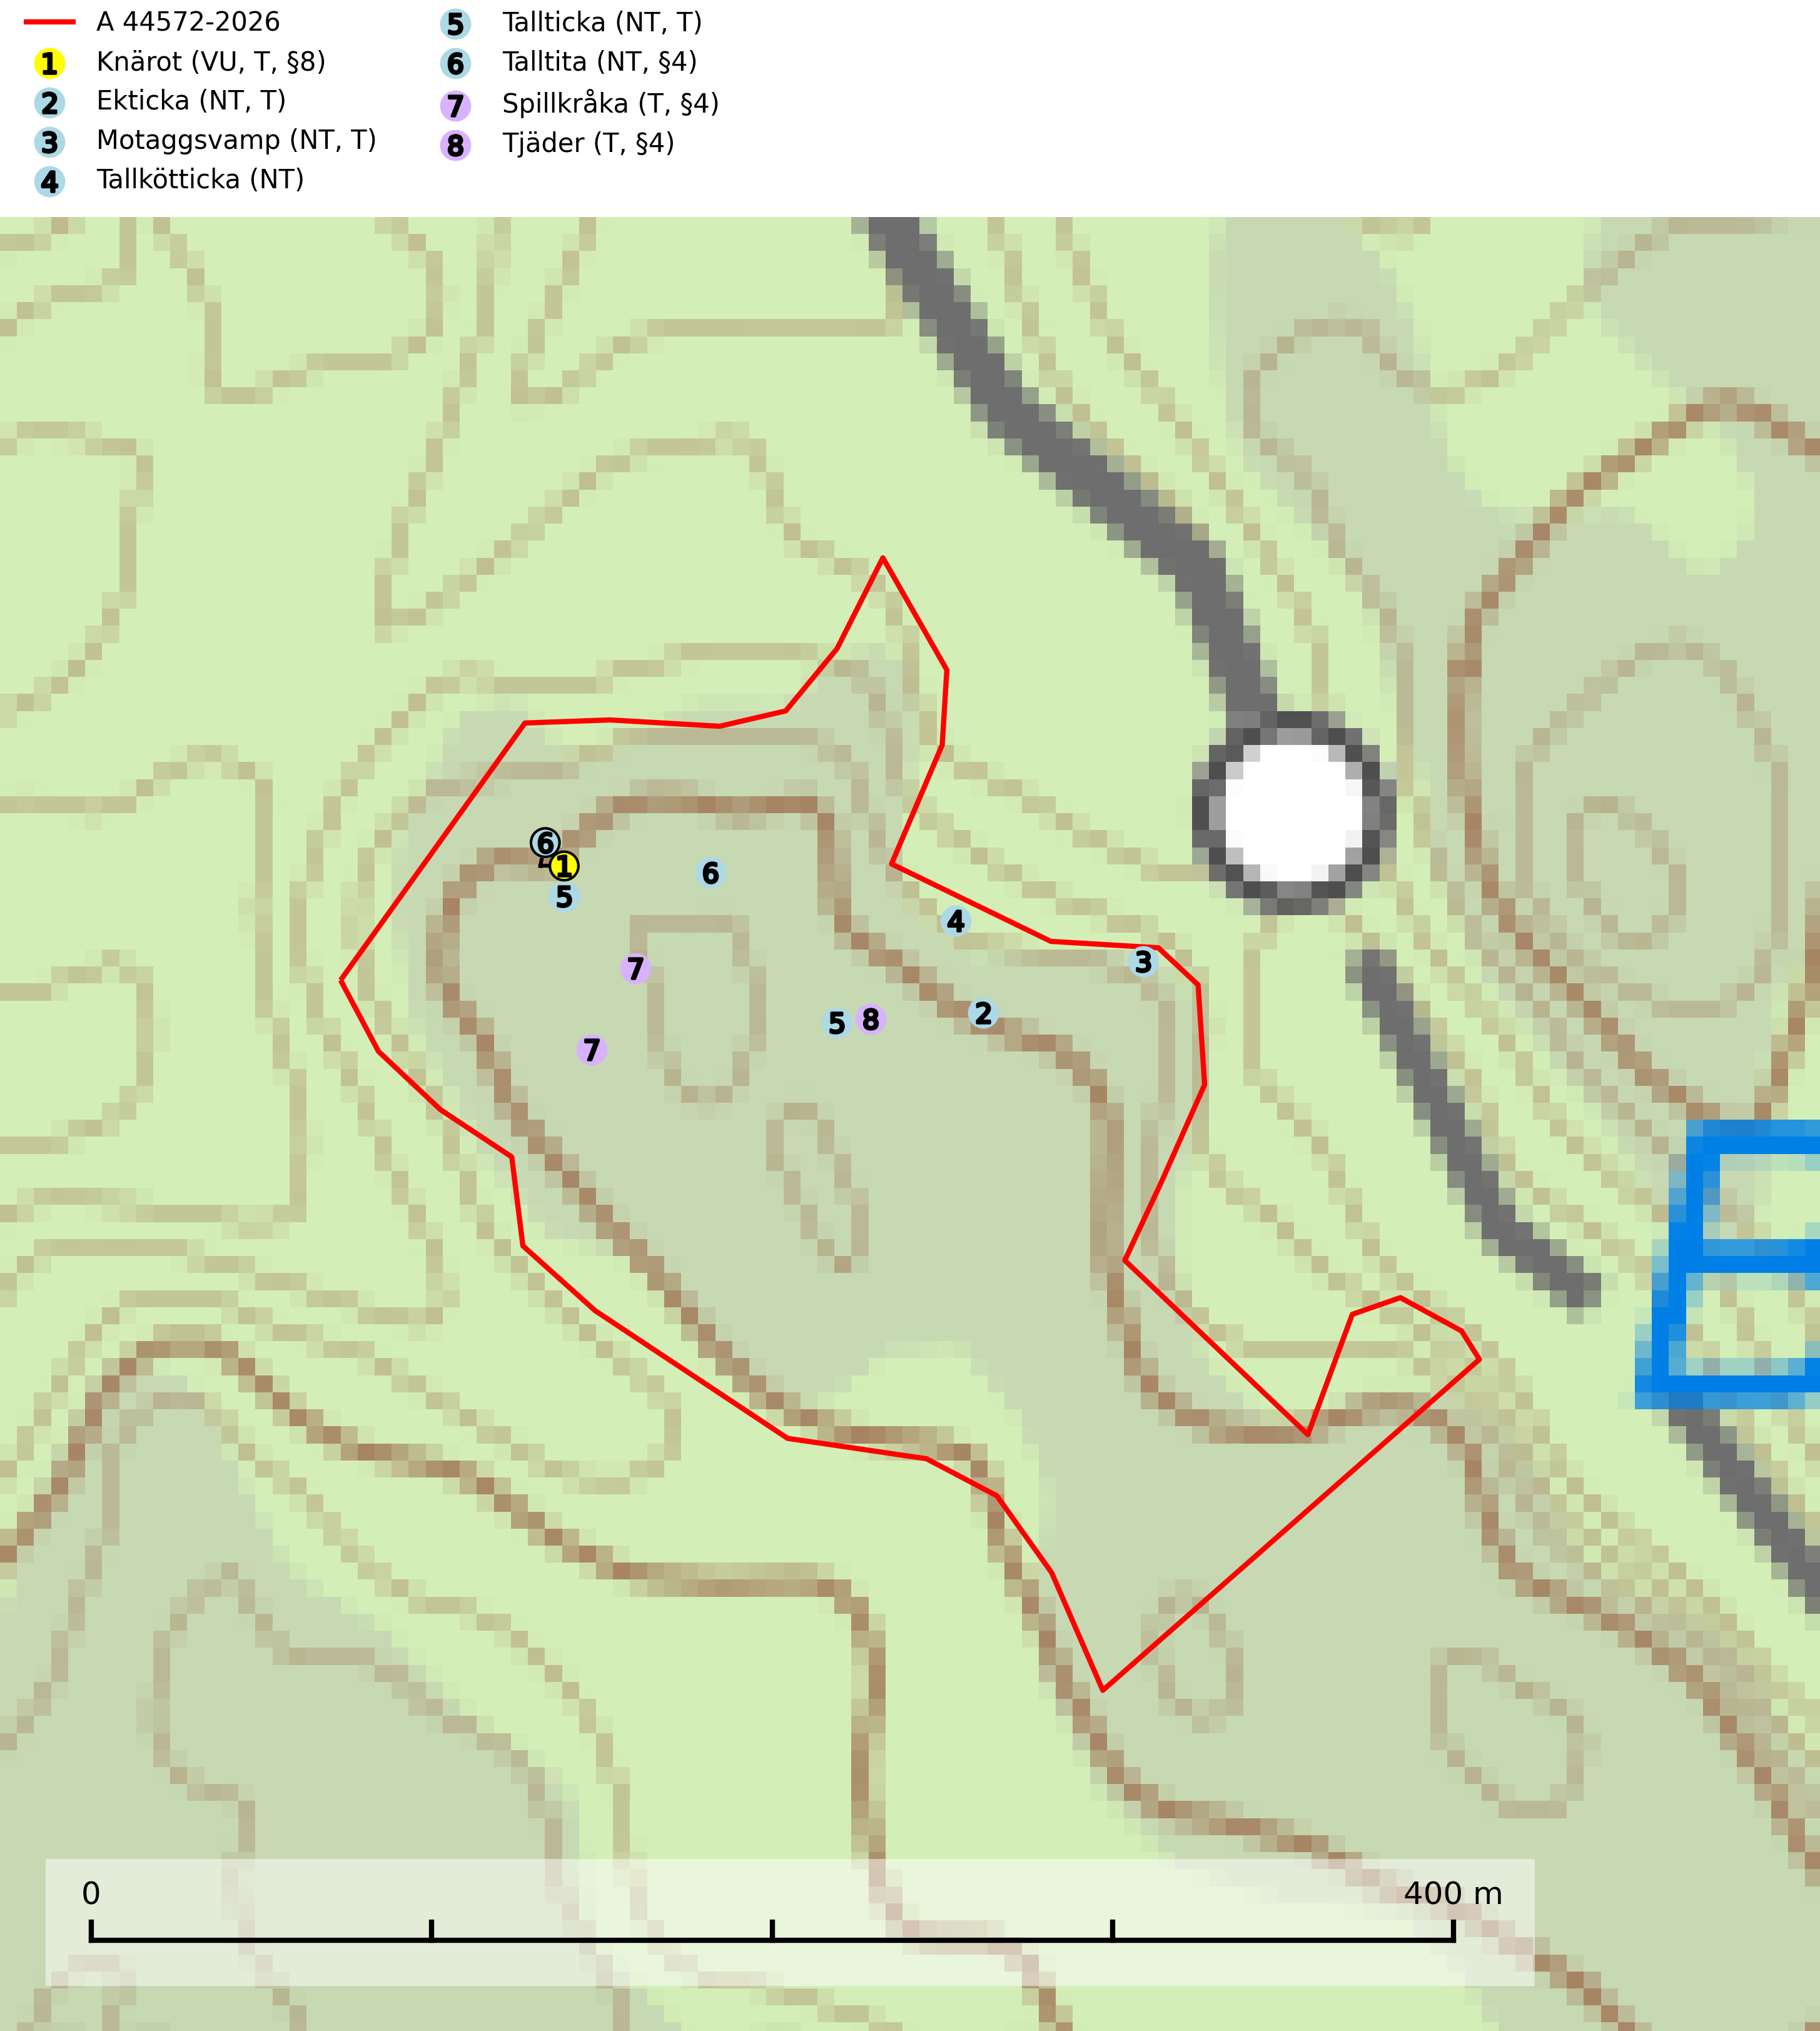 A 44572-2026
1 Knärot (VU, T, §8)
2 Ekticka (NT, T)
3 Motaggsvamp (NT, T)
4 Tallkötticka (NT)
5 Tallticka (NT, T)
6 Talltita (NT, §4)
7 Spillkråka (T, §4)
8 Tjäder (T, §4)
6
1
5
6
4
3
7
2
5 8
7
0 400 m